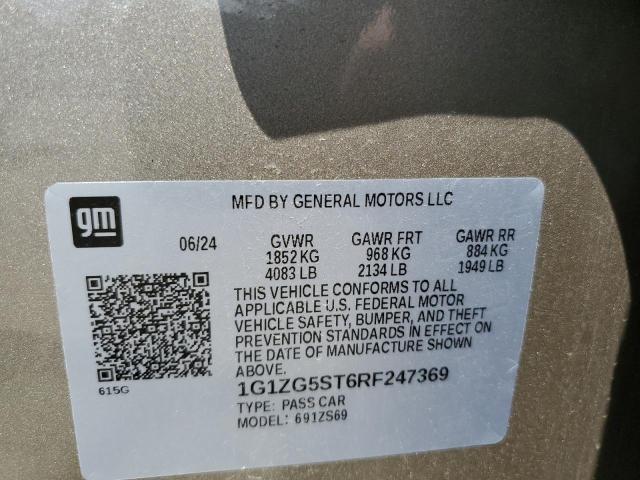 gm
MFD BY GENERAL MOTORS LLC
06/24 GVWR GAWR FRT GAWR RR
1852 KG 968 KG 884 KG
4083 LB 2134 LB 1949 LB
THIS VEHICLE CONFORMS TO ALL
APPLICABLE U.S. FEDERAL MOTOR
VEHICLE SAFETY, BUMPER, AND THEFT
PREVENTION STANDARDS IN EFFECT ON
THE DATE OF MANUFACTURE SHOWN
ABOVE.
615G
1G1ZG5ST6RF247369
TYPE: PASS CAR
MODEL: 691ZS69